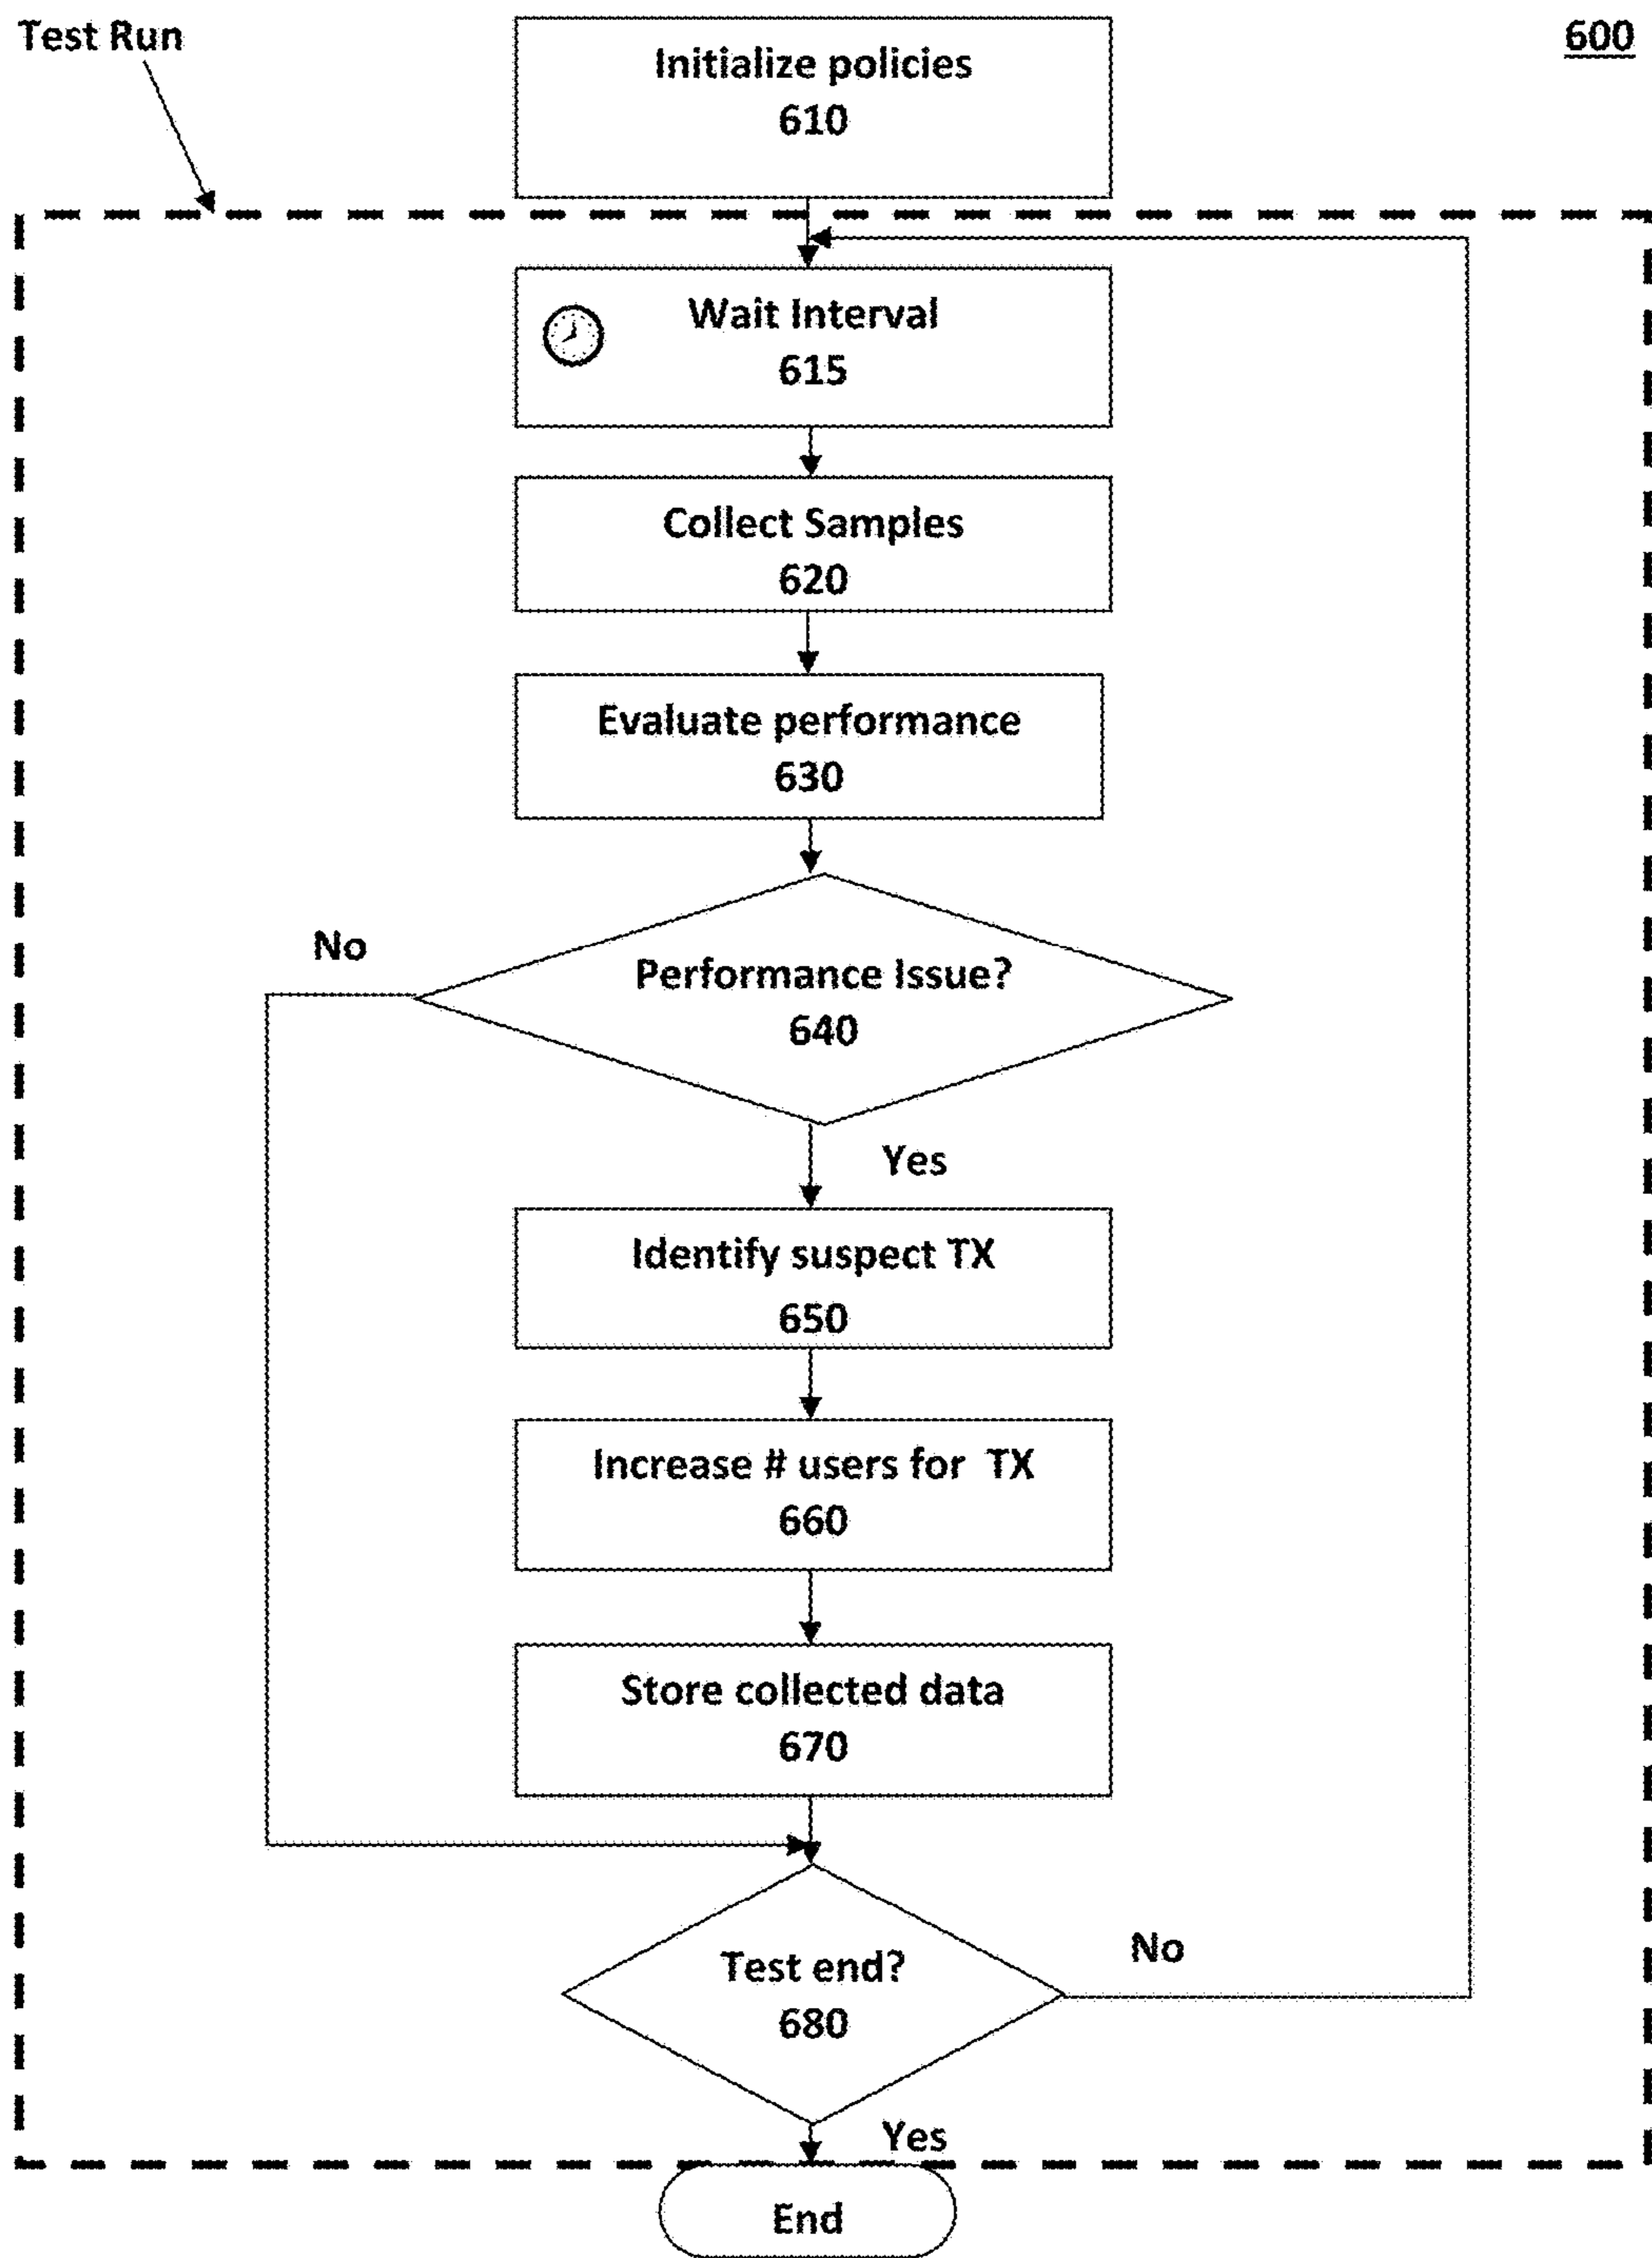 Test Run
600
Initialize policies
610
Wait Interval
615
Collect Samples
620
Evaluate performance
630
No
Performance Issue?
640
Yes
Identify suspect TX
650
Increase # users for TX
660
Store collected data
670
No
Test end?
680
Yes
End